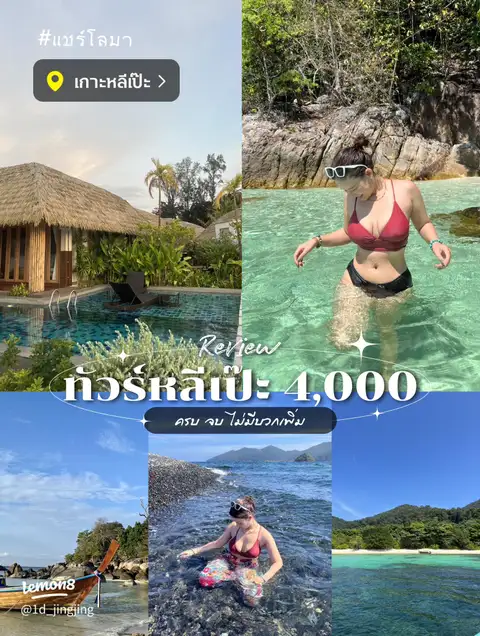 #แชร์โลมา
เกาะหลีเป๊ะ >
Review
ทัวร์หลีเป๊ะ 4,000
ครบ จบ ไม่มีบวกเพิ่ม
lemon8
@1d_jingjing